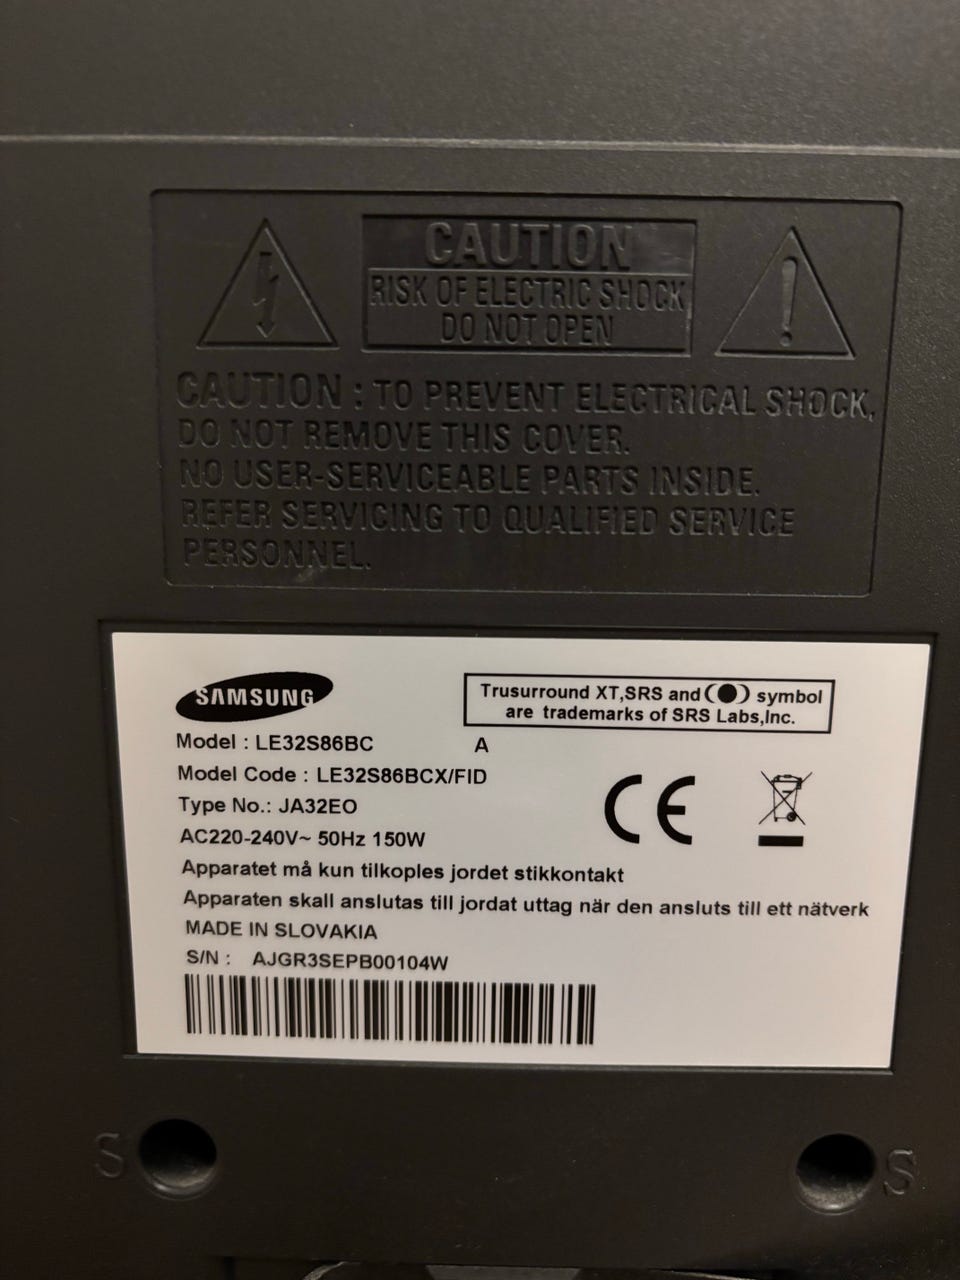 CAUTION
RISK OF ELECTRIC SHOCK
DO NOT OPEN
CAUTION : TO PREVENT ELECTRICAL SHOCK,
DO NOT REMOVE THIS COVER.
NO USER-SERVICEABLE PARTS INSIDE.
REFER SERVICING TO QUALIFIED SERVICE
PERSONNEL.
SAMSUNG
Trusurround XT,SRS and symbol
are trademarks of SRS Labs,Inc.
Model : LE32S86BC A
Model Code : LE32S86BCX/FID
Type No.: JA32EO
CE
AC220-240V~ 50Hz 150W
Apparatet må kun tilkoples jordet stikkontakt
Apparaten skall anslutas till jordat uttag när den ansluts till ett nätverk
MADE IN SLOVAKIA
S/N : AJGR3SEPB00104W
S S